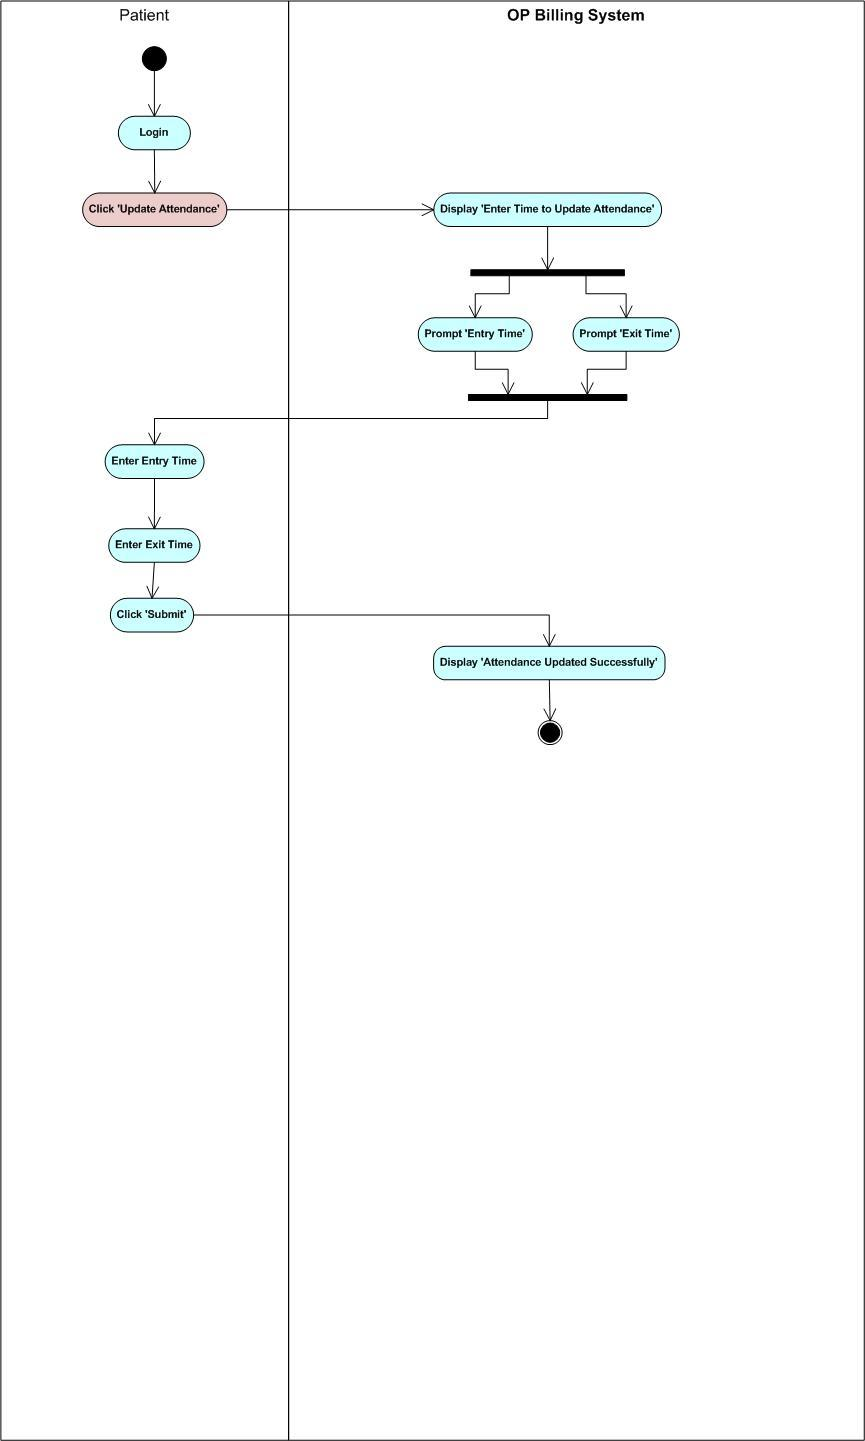 Patient
OP Billing System
Login
Click 'Update Attendance'
Display 'Enter Time to Update Attendance'
Prompt 'Entry Time'
Prompt 'Exit Time'
Enter Entry Time
Enter Exit Time
Click 'Submit'
Display 'Attendance Updated Successfully'